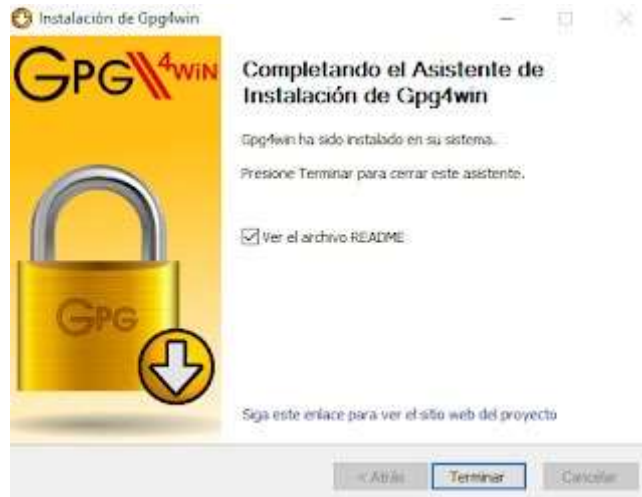 Instalación de Gpg4win
GPG4WiN
Completando el Asistente de
Instalación de Gpg4win
Gpg4win ha sido instalado en su sistema.
Presione Terminar para cerrar este asistente.
Ver el archivo README
GPG
Siga este enlace para ver el sitio web del proyecto
< Atrás
Terminar
Cancelar